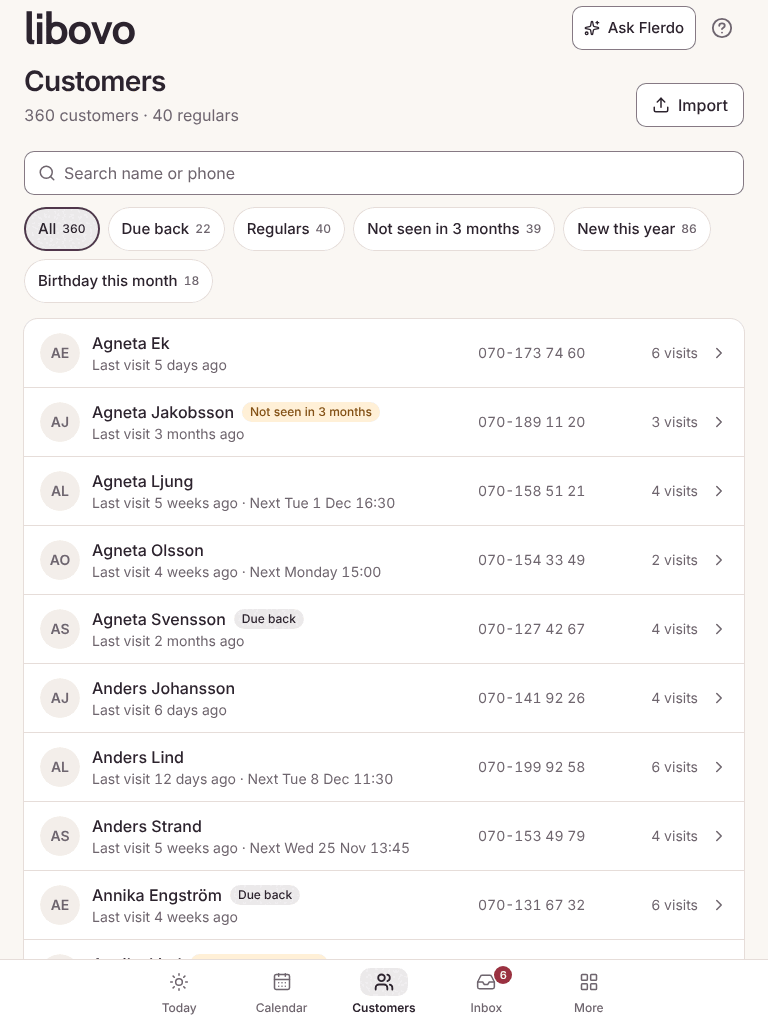 libovo
Ask Flerdo
Customers
360 customers · 40 regulars
Import
Search name or phone
All 360
Due back 22
Regulars 40
Not seen in 3 months 39
New this year 86
Birthday this month 18
AE
Agneta Ek
Last visit 5 days ago
070-173 74 60
6 visits
AJ
Agneta Jakobsson
Not seen in 3 months
Last visit 3 months ago
070-189 11 20
3 visits
AL
Agneta Ljung
Last visit 5 weeks ago · Next Tue 1 Dec 16:30
070-158 51 21
4 visits
AO
Agneta Olsson
Last visit 4 weeks ago · Next Monday 15:00
070-154 33 49
2 visits
AS
Agneta Svensson
Due back
Last visit 2 months ago
070-127 42 67
4 visits
AJ
Anders Johansson
Last visit 6 days ago
070-141 92 26
4 visits
AL
Anders Lind
Last visit 12 days ago · Next Tue 8 Dec 11:30
070-199 92 58
6 visits
AS
Anders Strand
Last visit 5 weeks ago · Next Wed 25 Nov 13:45
070-153 49 79
4 visits
AE
Annika Engström
Due back
Last visit 4 weeks ago
070-131 67 32
6 visits
Today
Calendar
Customers
6
Inbox
More